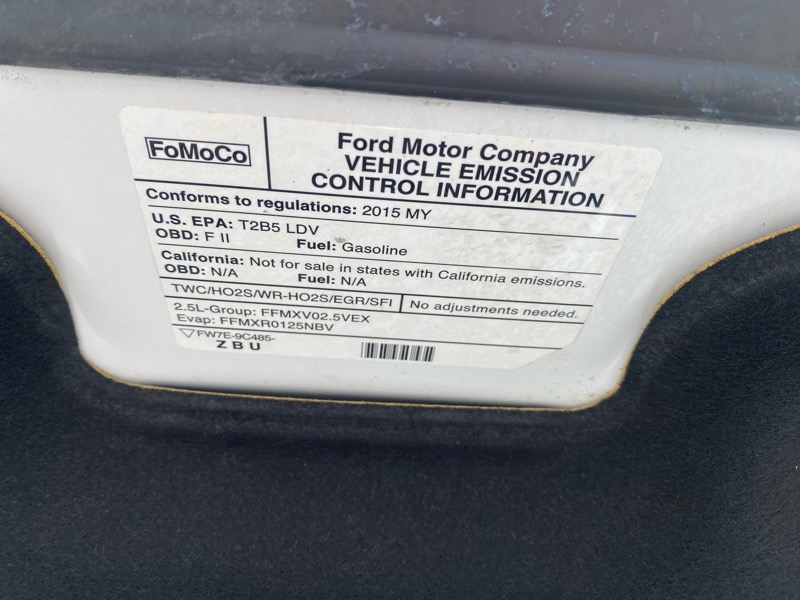 FoMoCo
Ford Motor Company
VEHICLE EMISSION
CONTROL INFORMATION
Conforms to regulations: 2015 MY
U.S. EPA: T2B5 LDV
OBD: F II Fuel: Gasoline
California: Not for sale in states with California emissions.
OBD: N/A Fuel: N/A
TWC/HO2S/WR-HO2S/EGR/SFI No adjustments needed.
2.5L-Group: FFMXV02.5VEX
Evap: FFMXR0125NBV
FW7E-9C485-
Z B U